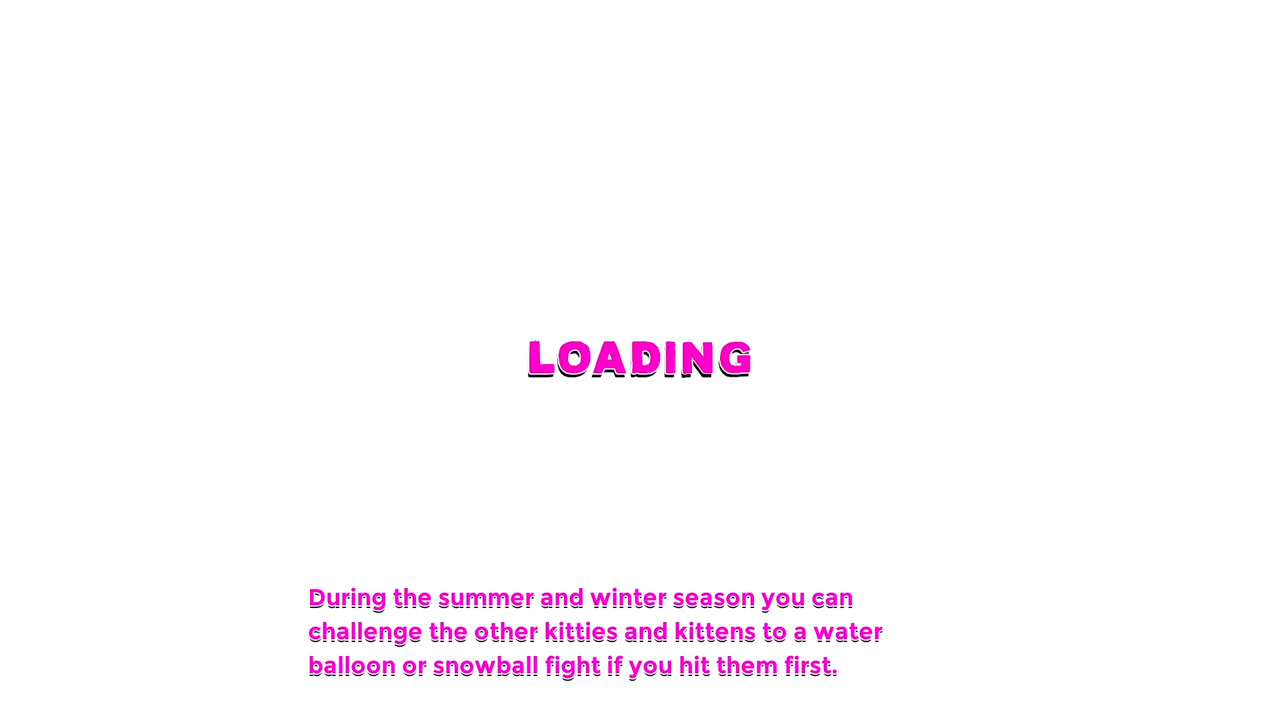 LOADING
During the summer and winter season you can
challenge the other kitties and kittens to a water
balloon or snowball fight if you hit them first.